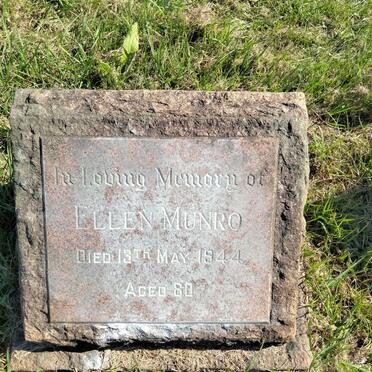 In Loving Memory of
ELLEN MUNRO
DIED 13TH MAY 1944
AGED 80